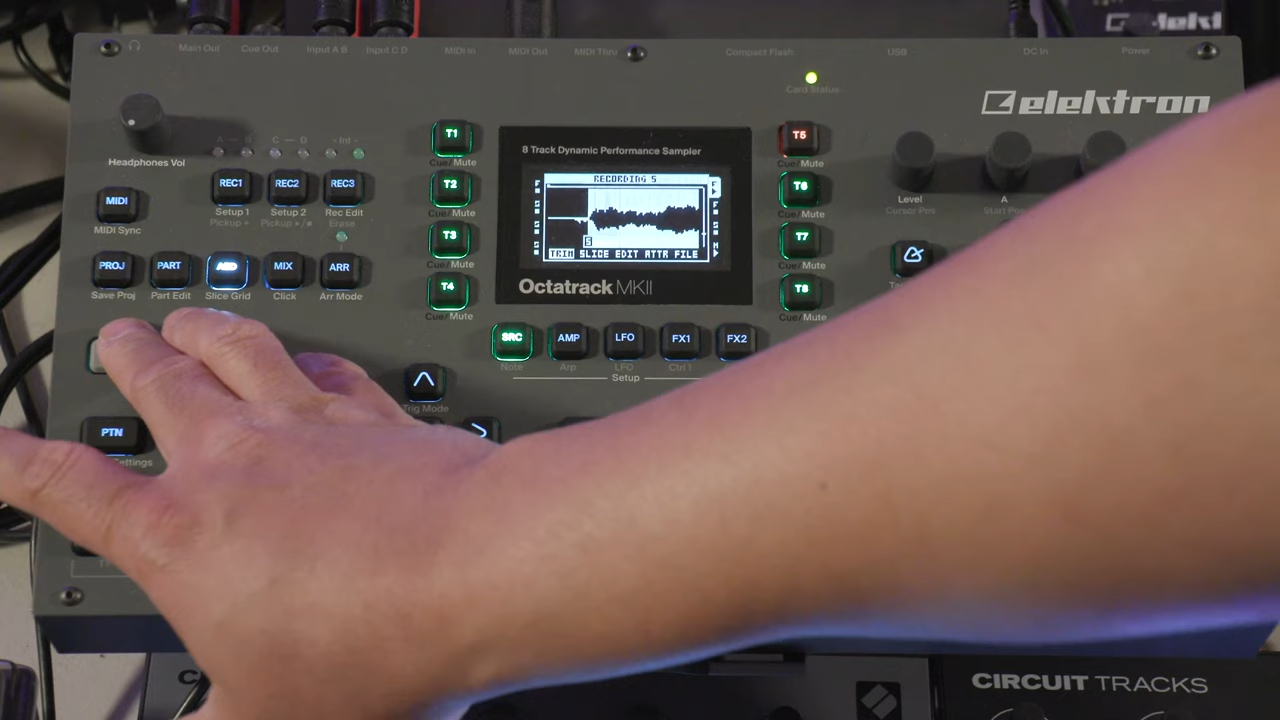 Main Out Cue Out Input A B Input C D MIDI In MIDI Out MIDI Thru Compact Flash USB DC In Power
Card Status
elektron
Headphones Vol
A B C D Int
8 Track Dynamic Performance Sampler
T1
Cue/ Mute
T2
Cue/ Mute
T3
Cue/ Mute
T4
Cue/ Mute
T5
Cue/ Mute
T6
Cue/ Mute
T7
Cue/ Mute
T8
Cue/ Mute
REC1 REC2 REC3
Setup 1 Setup 2 Rec Edit
Pickup + Erase
MIDI
MIDI Sync
RECORDING 5
TRIM SLICE EDIT ATTR FILE
Level A
Cursor Pos
PROJ PART AED MIX ARR
Save Proj Part Edit Slice Grid Click Arr Mode
Octatrack MKII
SRC AMP LFO FX1 FX2
Note Arp LFO Ctrl 1
Setup
Trig Mode
PTN
CIRCUIT TRACKS